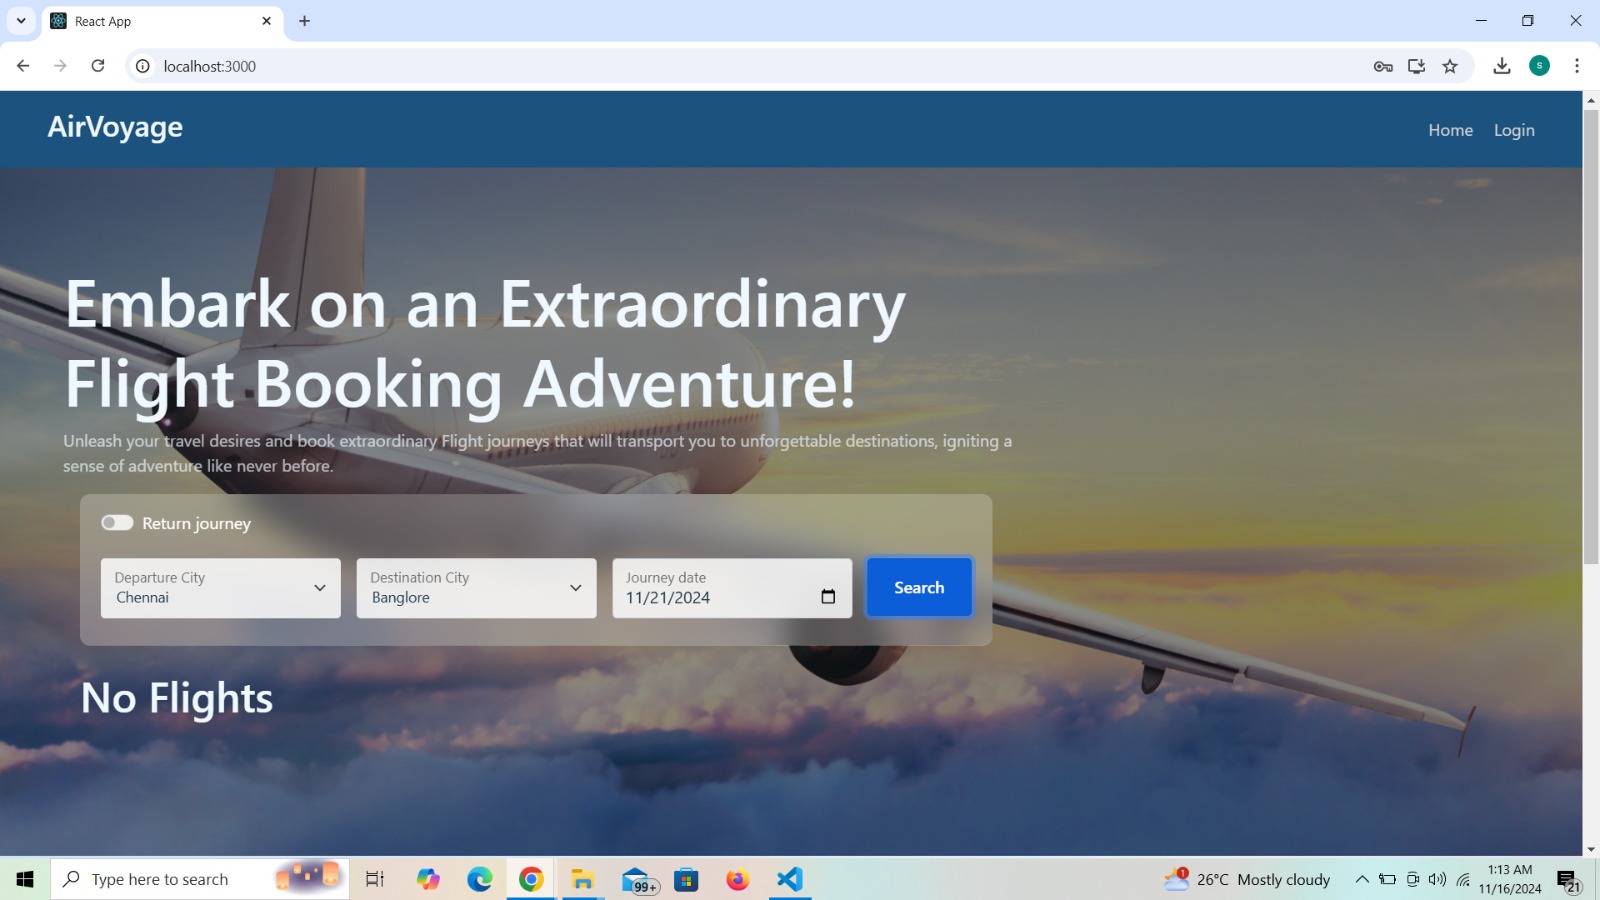 React App
localhost:3000
S
AirVoyage
Home Login
Embark on an Extraordinary
Flight Booking Adventure!
Unleash your travel desires and book extraordinary Flight journeys that will transport you to unforgettable destinations, igniting a
sense of adventure like never before.
Return journey
Departure City
Chennai
Destination City
Banglore
Journey date
11/21/2024
Search
No Flights
Type here to search
99+
1
26°C Mostly cloudy
1:13 AM
11/16/2024
21